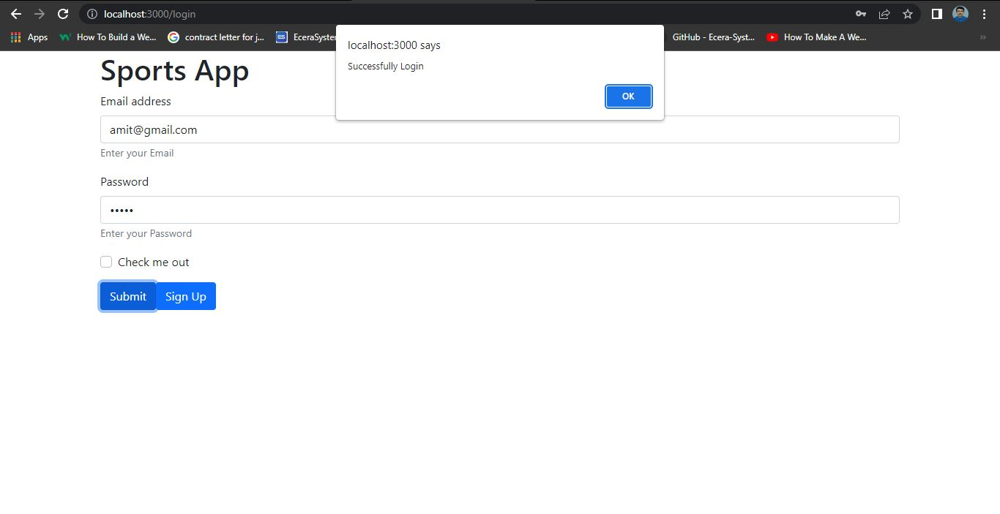 localhost:3000/login
Apps How To Build a We... contract letter for j... ES EceraSyster GitHub - Ecera-Syst... How To Make A We...
localhost:3000 says
Successfully Login
OK
Sports App
Email address
amit@gmail.com
Enter your Email
Password
•••••
Enter your Password
Check me out
Submit Sign Up